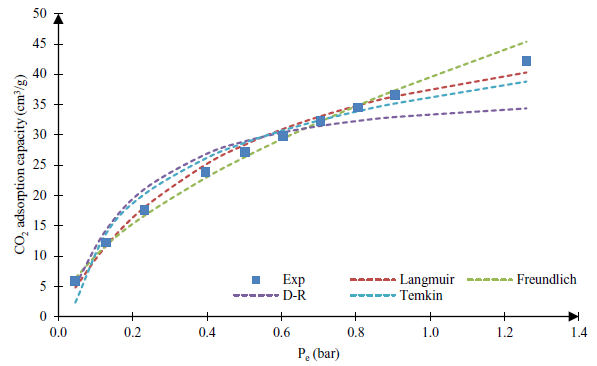 50
45
40
35
30
25
20
15
10
5
0
CO₂ adsorption capacity (cm³/g)
Exp Langmuir Freundlich
D-R Temkin
0.0 0.2 0.4 0.6 0.8 1.0 1.2 1.4
Pₑ (bar)